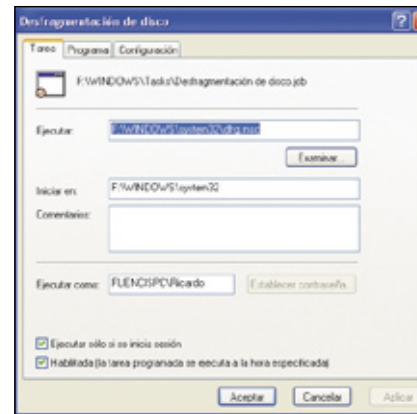 Desfragmentación de disco
Tarea Programa Configuración
F:\WINDOWS\Tasks\Desfragmentación de disco.job
Ejecutar: F:\WINDOWS\system32\dfrg.msc
Examinar...
Iniciar en: F:\WINDOWS\system32
Comentarios:
Ejecutar como: FUENCISPC\Ricardo Establecer contraseña...
Ejecutar sólo si se inicia sesión
Habilitada (la tarea programada se ejecuta a la hora especificada)
Aceptar Cancelar Aplicar